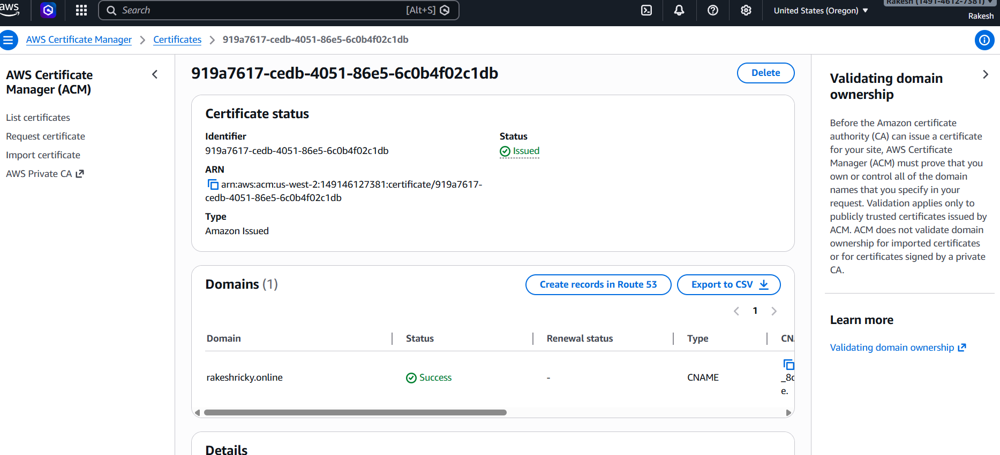 aws
Search
[Alt+S]
United States (Oregon)
Rakesh (1491-4612-7381)
Rakesh
AWS Certificate Manager
Certificates
919a7617-cedb-4051-86e5-6c0b4f02c1db
AWS Certificate
Manager (ACM)
List certificates
Request certificate
Import certificate
AWS Private CA
919a7617-cedb-4051-86e5-6c0b4f02c1db
Delete
Certificate status
Identifier
919a7617-cedb-4051-86e5-6c0b4f02c1db
Status
Issued
ARN
arn:aws:acm:us-west-2:149146127381:certificate/919a7617-
cedb-4051-86e5-6c0b4f02c1db
Type
Amazon Issued
Domains (1)
Create records in Route 53
Export to CSV
1
Domain
Status
Renewal status
Type
CN
rakeshricky.online
Success
-
CNAME
_8
e.
Details
Validating domain
ownership
Before the Amazon certificate
authority (CA) can issue a certificate
for your site, AWS Certificate
Manager (ACM) must prove that you
own or control all of the domain
names that you specify in your
request. Validation applies only to
publicly trusted certificates issued by
ACM. ACM does not validate domain
ownership for imported certificates
or for certificates signed by a private
CA.
Learn more
Validating domain ownership